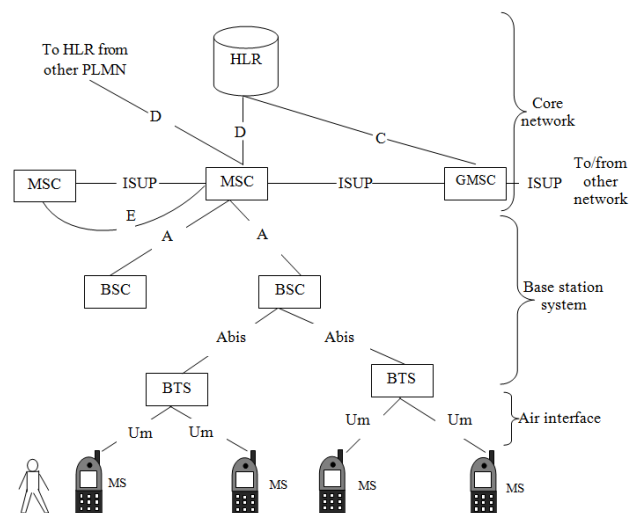 To HLR from
other PLMN
HLR
Core
network
D
D
C
MSC
ISUP
MSC
ISUP
GMSC
ISUP
To/from
other
network
E
A
A
BSC
BSC
Base station
system
Abis
Abis
BTS
BTS
Um
Um
Um
Um
Air interface
MS
MS
MS
MS